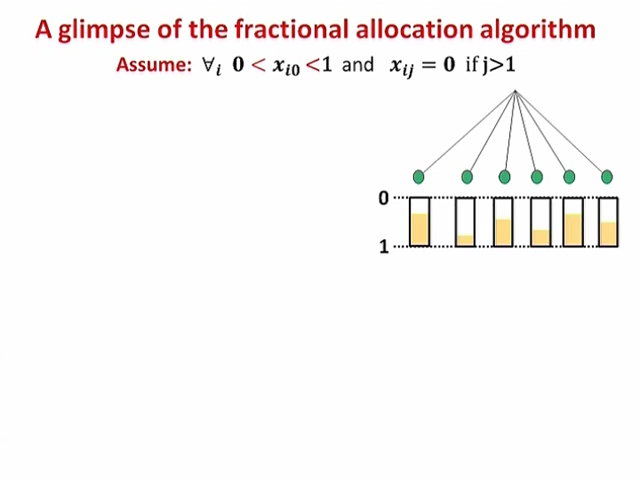 A glimpse of the fractional allocation algorithm
Assume: ∀ᵢ 0 < xᵢ₀ <1 and xᵢⱼ = 0 if j>1
0
1